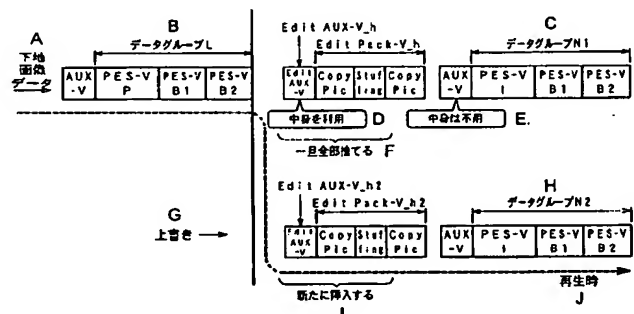 A
下地
画像
データ
B
データグループL
AUX
-V
PES-V
P
PES-V
B1
PES-V
B2
Edit AUX-V_h
Edit Pack-V_h
Edit
AUX
-V
Copy
Pic
Stuf
fing
Copy
Pic
中身を利用 D
一旦全部捨てる F
C
データグループN1
AUX
-V
PES-V
I
PES-V
B1
PES-V
B2
中身は不用 E.
G
上書き
Edit AUX-V_h2
Edit Pack-V_h2
Edit
AUX
-V
Copy
Pic
Stuf
fing
Copy
Pic
新たに挿入する
I
H
データグループN2
AUX
-V
PES-V
I
PES-V
B1
PES-V
B2
再生時
J